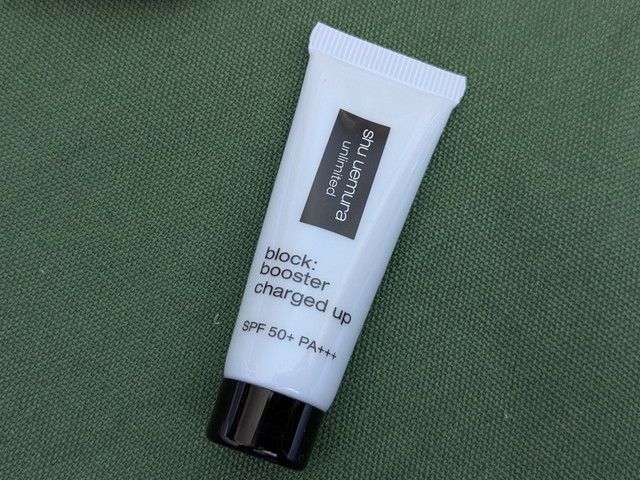 shu uemura
unlimited
block:
booster
charged up
SPF 50+ PA+++